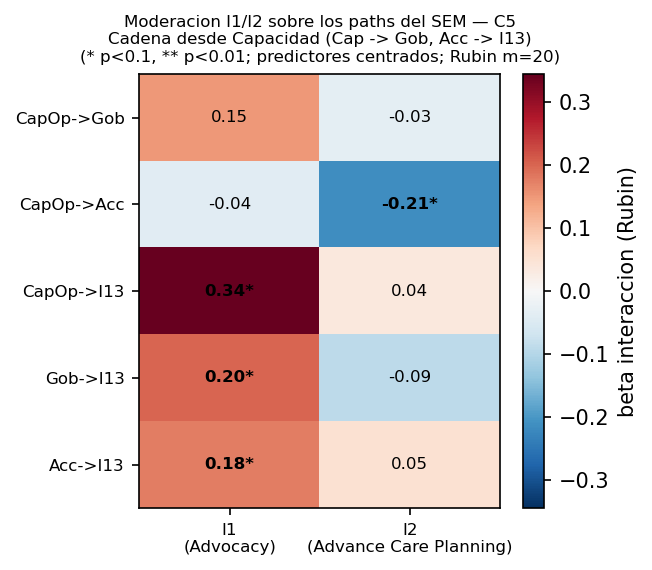 Moderacion I1/I2 sobre los paths del SEM — C5
Cadena desde Capacidad (Cap -> Gob, Acc -> I13)
(* p<0.1, ** p<0.01; predictores centrados; Rubin m=20)
CapOp->Gob
0.15
-0.03
CapOp->Acc
-0.04
-0.21*
CapOp->I13
0.34*
0.04
Gob->I13
0.20*
-0.09
Acc->I13
0.18*
0.05
I1
(Advocacy)
I2
(Advance Care Planning)
0.3
0.2
0.1
0.0
−0.1
−0.2
−0.3
beta interaccion (Rubin)